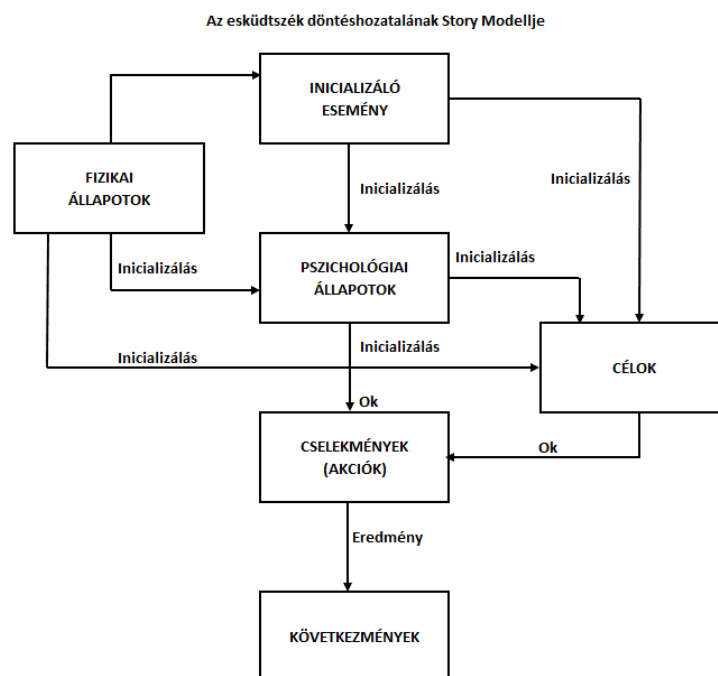 Az esküdtszék döntéshozatalának Story Modellje
INICIALIZÁLÓ
ESEMÉNY
FIZIKAI
ÁLLAPOTOK
Inicializálás
Inicializálás
PSZICHOLÓGIAI
ÁLLAPOTOK
Inicializálás
Inicializálás
Inicializálás
Inicializálás
CÉLOK
Ok
CSELEKMÉNYEK
(AKCIÓK)
Ok
Eredmény
KÖVETKEZMÉNYEK